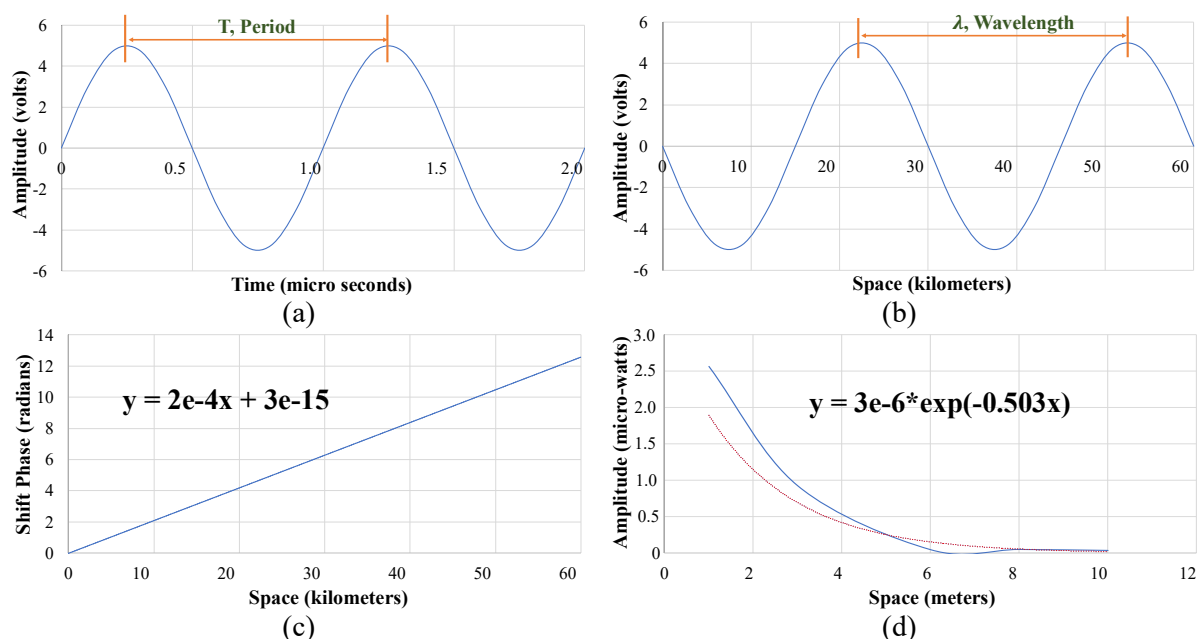 T, Period
6
4
2
0
-2
-4
-6
0 0.5 1.0 1.5 2.0
Amplitude (volts)
Time (micro seconds)
(a)
λ, Wavelength
6
4
2
0
-2
-4
-6
0 10 20 30 40 50 60
Amplitude (volts)
Space (kilometers)
(b)
14
12
10
8
6
4
2
0
y = 2e-4x + 3e-15
0 10 20 30 40 50 60
Shift Phase (radians)
Space (kilometers)
(c)
3.0
2.5
2.0
1.5
1.0
0.5
0
y = 3e-6*exp(-0.503x)
0 2 4 6 8 10 12
Amplitude (micro-watts)
Space (meters)
(d)